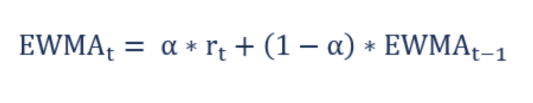 EWMAₜ = α * rₜ + (1 − α) * EWMAₜ₋₁